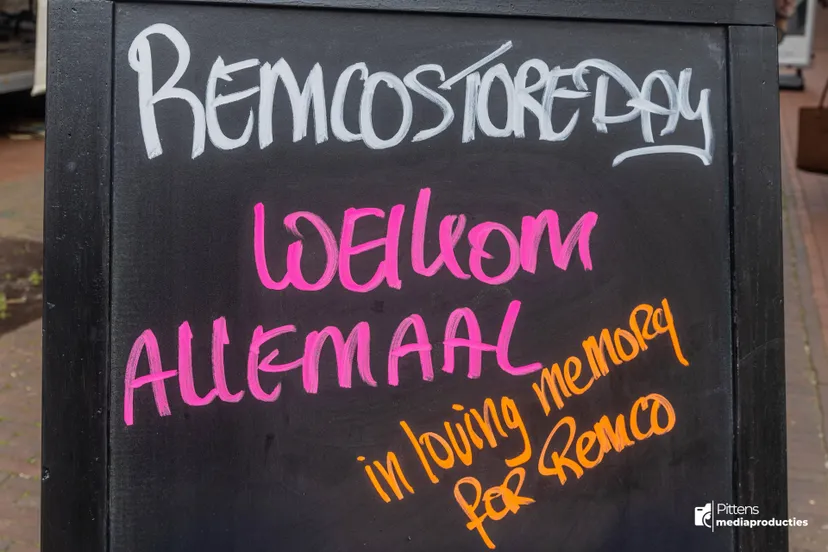 REMCOSTOREDAY
WElkom
AllEmAAL
in loving memory
for Remco
Pittens
mediaproducties